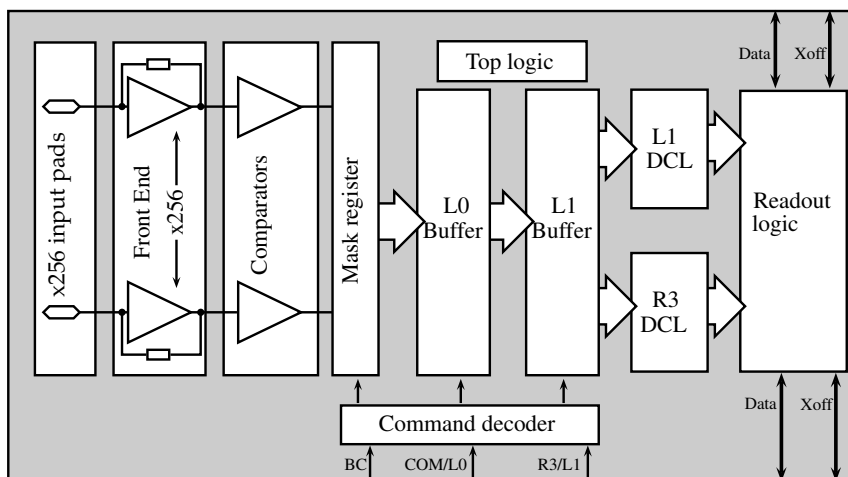 Data
Xoff
Top logic
x256 input pads
Front End
x256
Comparators
Mask register
L0
Buffer
L1
Buffer
L1
DCL
R3
DCL
Readout
logic
Command decoder
BC
COM/L0
R3/L1
Data
Xoff